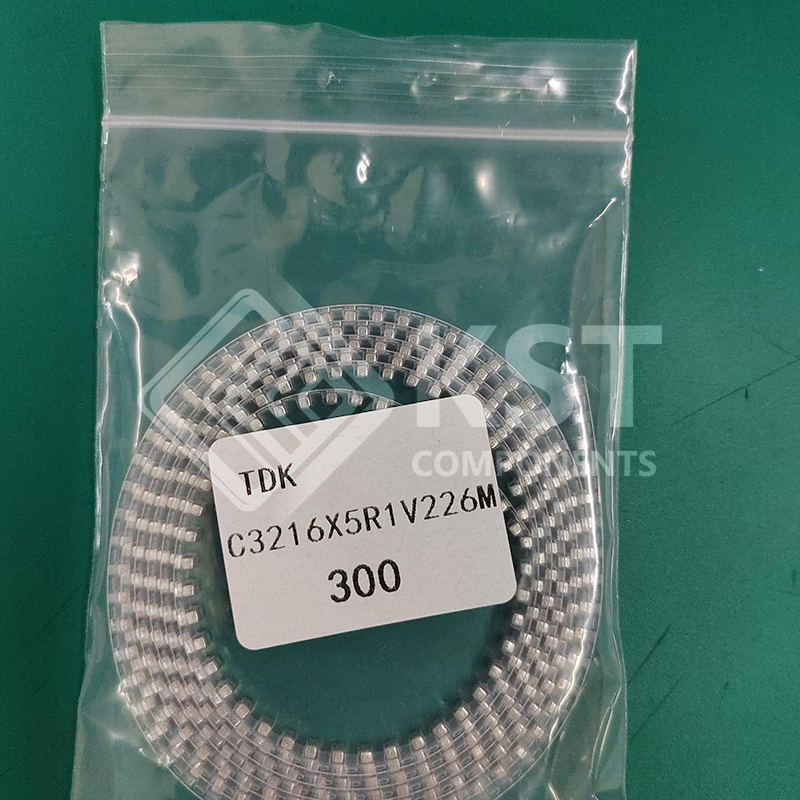 KST
COMPONENTS
TDK
C3216X5R1V226M
300